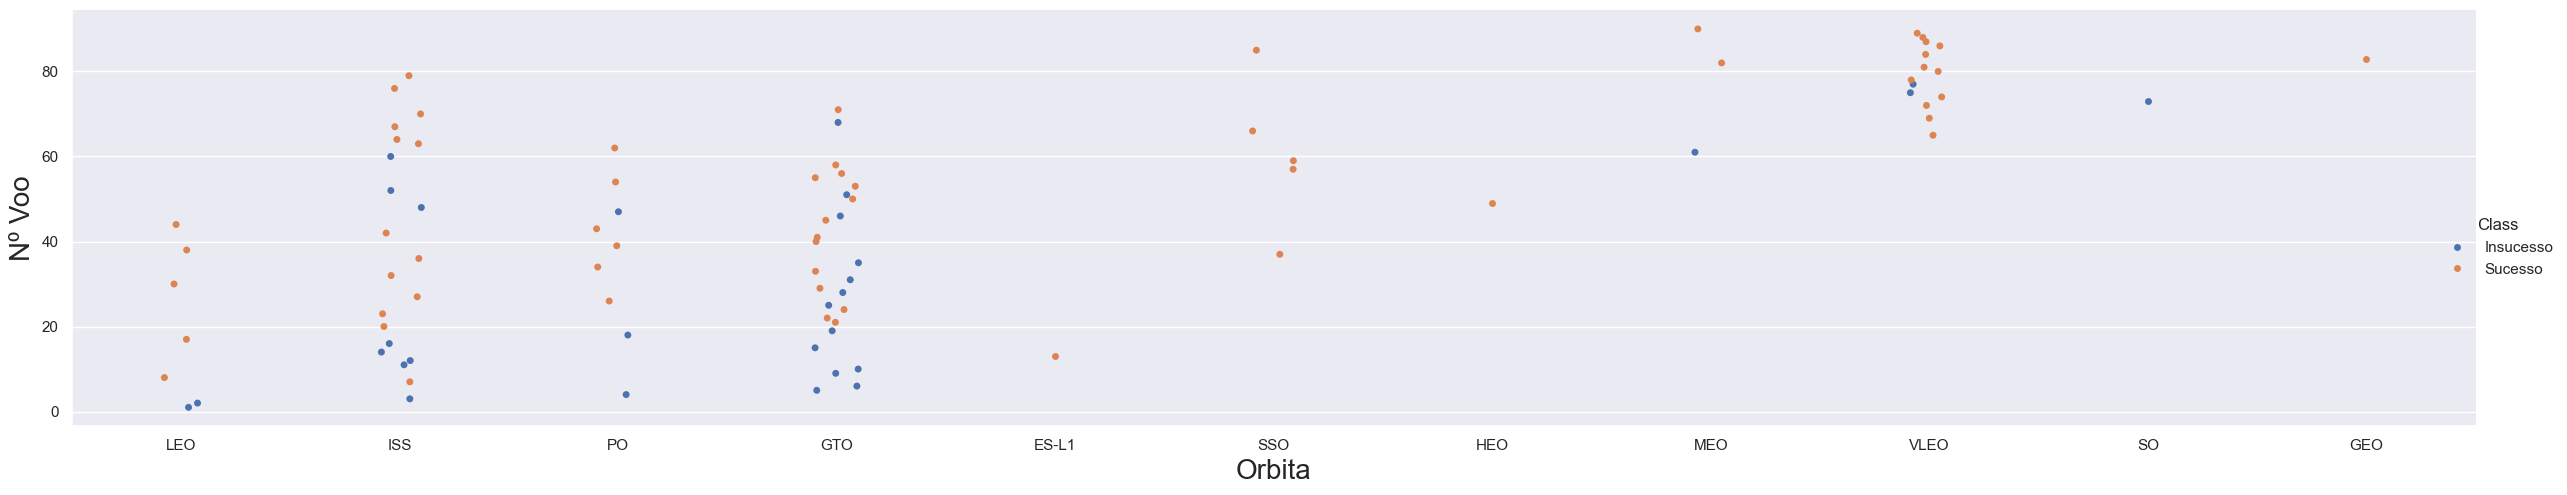 80
60
40
20
0
Nº Voo
LEO ISS PO GTO ES-L1 SSO HEO MEO VLEO SO GEO
Orbita
Class
Insucesso
Sucesso